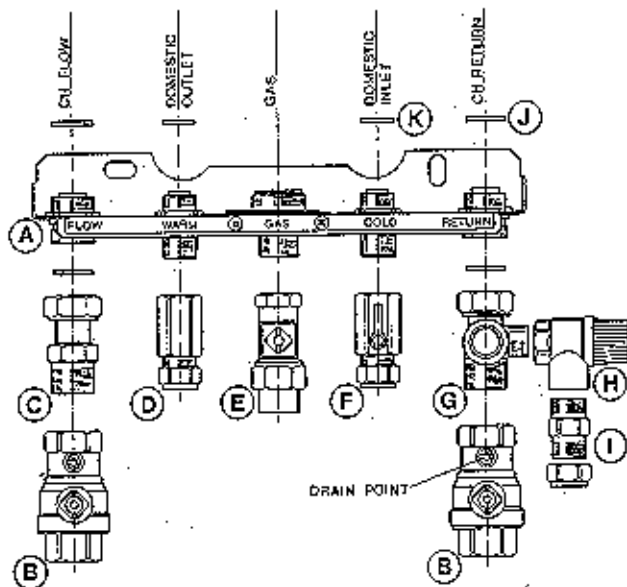 CH.FLOW
DOMESTIC
OUTLET
GAS
DOMESTIC
INLET
CH.RETURN
K
J
A
FLOW
WARM
GAS
COLD
RETURN
C
D
E
F
G
H
I
DRAIN POINT
B
B